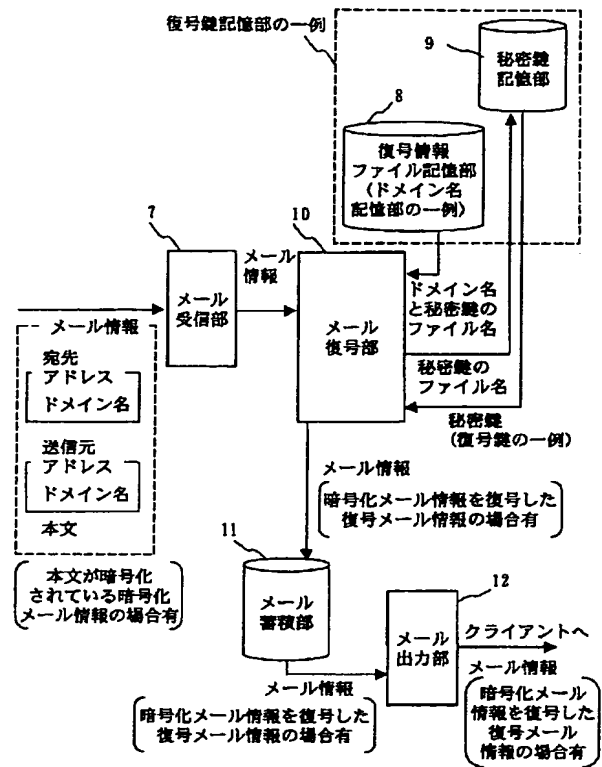 復号鍵記憶部の一例
9
秘密鍵
記憶部
8
復号情報
ファイル記憶部
(ドメイン名
記憶部の一例)
10
7
メール
情報
メール
受信部
メール
復号部
ドメイン名
と秘密鍵の
ファイル名
秘密鍵の
ファイル名
秘密鍵
(復号鍵の一例)
メール情報
宛先
アドレス
ドメイン名
送信元
アドレス
ドメイン名
本文
本文が暗号化
されている暗号化
メール情報の場合有
メール情報
暗号化メール情報を復号した
復号メール情報の場合有
11
メール
蓄積部
12
メール
出力部
クライアントへ
メール情報
暗号化メール
情報を復号した
復号メール
情報の場合有
メール情報
暗号化メール情報を復号した
復号メール情報の場合有